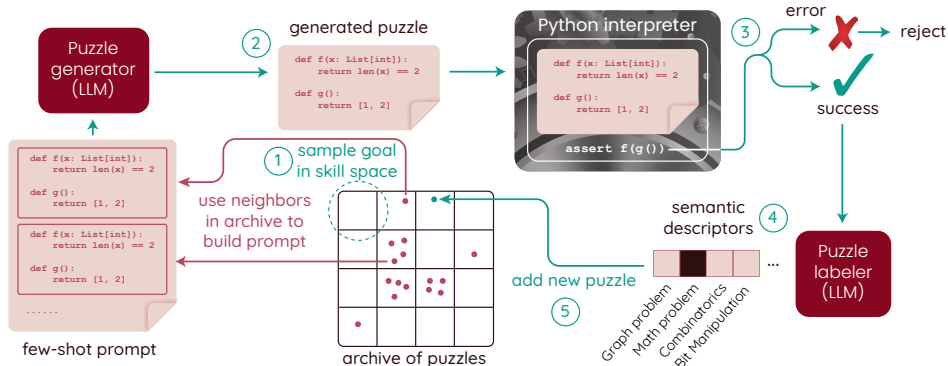 Puzzle
generator
(LLM)
2
generated puzzle
def f(x: List[int]):
return len(x) == 2
def g():
return [1, 2]
Python interpreter
def f(x: List[int]):
return len(x) == 2
def g():
return [1, 2]
assert f(g())
3
error
reject
success
def f(x: List[int]):
return len(x) == 2
def g():
return [1, 2]
def f(x: List[int]):
return len(x) == 2
def g():
return [1, 2]
......
few-shot prompt
1
sample goal
in skill space
use neighbors
in archive to
build prompt
archive of puzzles
semantic
descriptors
4
...
Graph problem
Math problem
Combinatorics
Bit Manipulation
Puzzle
labeler
(LLM)
add new puzzle
5